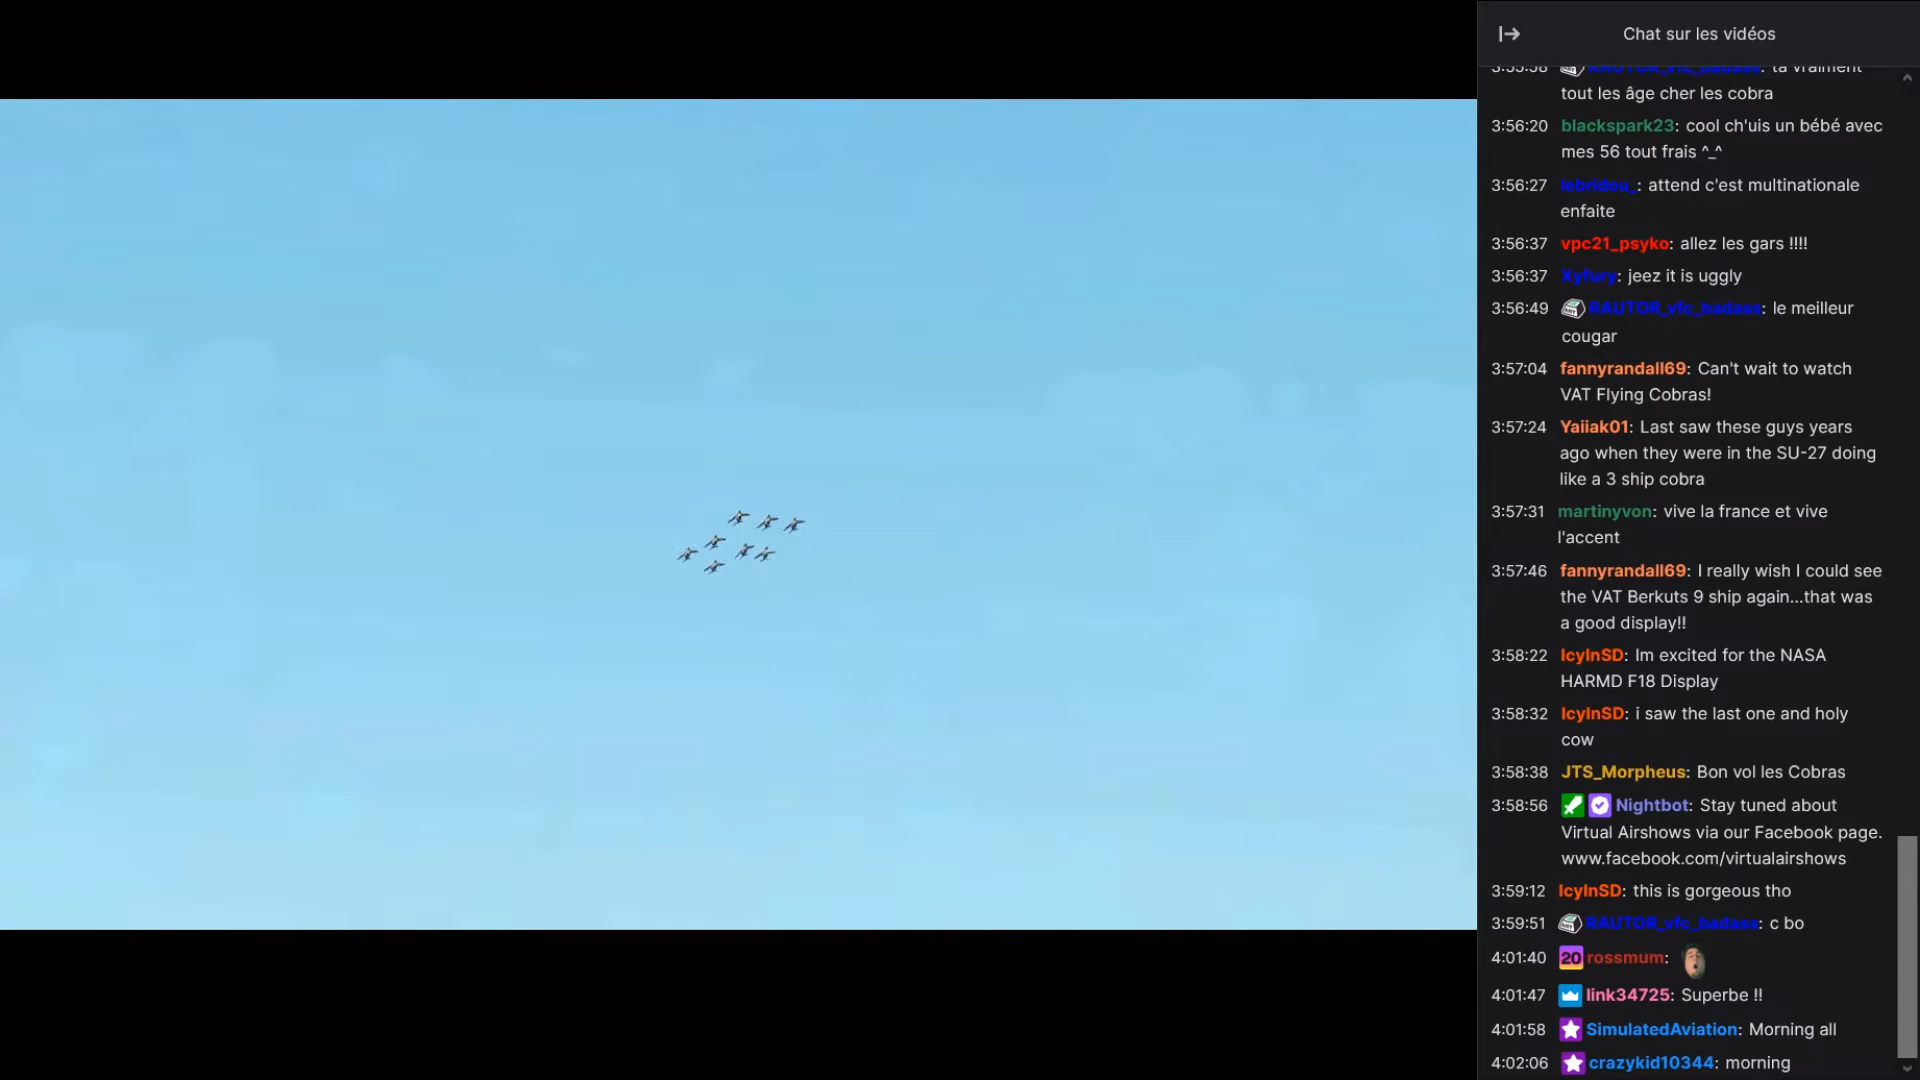 Chat sur les vidéos
3:55:58 RAUTOR_vfc_badass: ta vraiment
tout les âge cher les cobra
3:56:20 blackspark23: cool ch'uis un bébé avec
mes 56 tout frais ^_^
3:56:27 lebridou_: attend c'est multinationale
enfaite
3:56:37 vpc21_psyko: allez les gars !!!!
3:56:37 Xyfury: jeez it is uggly
3:56:49 RAUTOR_vfc_badass: le meilleur
cougar
3:57:04 fannyrandall69: Can't wait to watch
VAT Flying Cobras!
3:57:24 Yaiiak01: Last saw these guys years
ago when they were in the SU-27 doing
like a 3 ship cobra
3:57:31 martinyvon: vive la france et vive
l'accent
3:57:46 fannyrandall69: I really wish I could see
the VAT Berkuts 9 ship again...that was
a good display!!
3:58:22 IcyInSD: Im excited for the NASA
HARMD F18 Display
3:58:32 IcyInSD: i saw the last one and holy
cow
3:58:38 JTS_Morpheus: Bon vol les Cobras
3:58:56 Nightbot: Stay tuned about
Virtual Airshows via our Facebook page.
www.facebook.com/virtualairshows
3:59:12 IcyInSD: this is gorgeous tho
3:59:51 RAUTOR_vfc_badass: c bo
4:01:40 20 rossmum:
4:01:47 link34725: Superbe !!
4:01:58 SimulatedAviation: Morning all
4:02:06 crazykid10344: morning